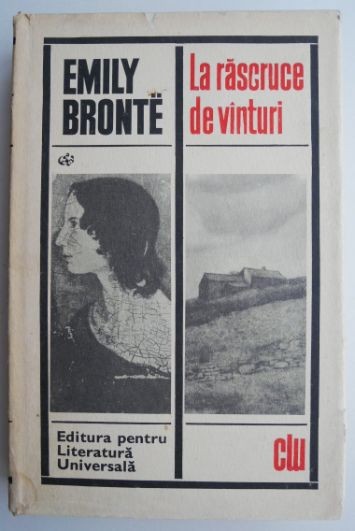 EMILY
BRONTË
La răscruce
de vînturi
Editura pentru
Literatură
Universală
clu